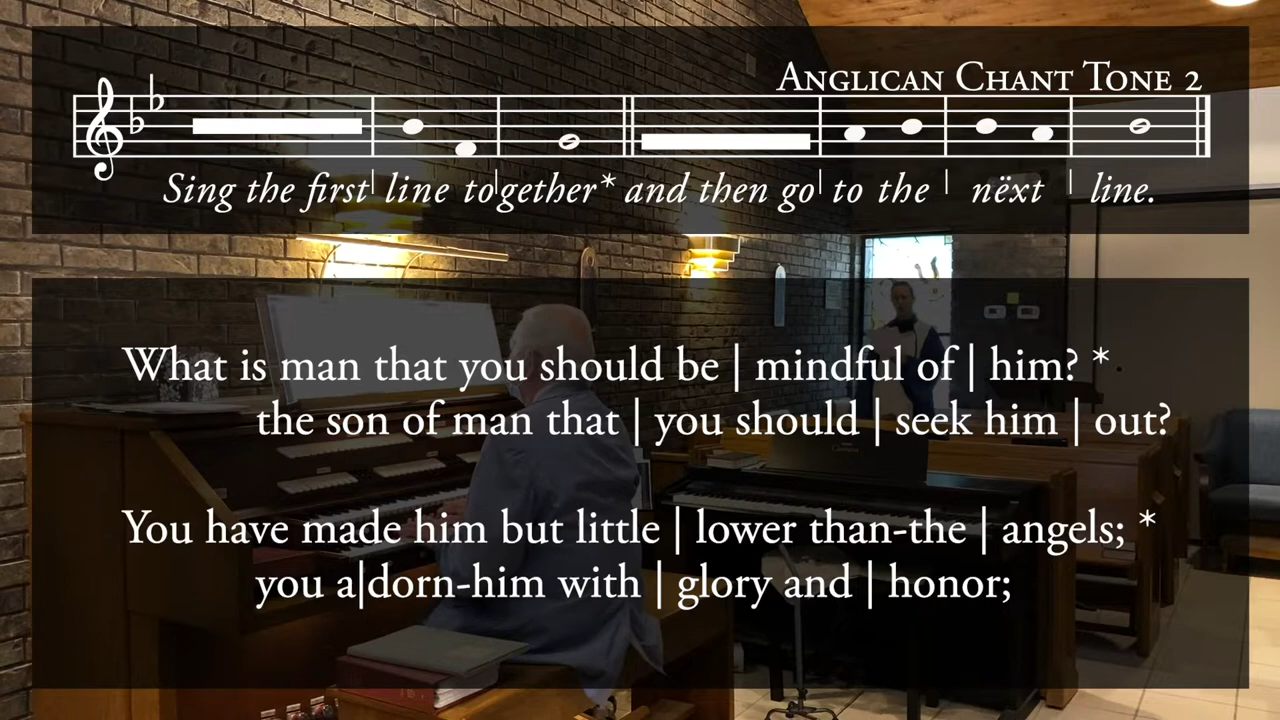 Anglican Chant Tone 2
Sing the first| line to|gether* and then go| to the | nëxt | line.
What is man that you should be | mindful of | him? *
the son of man that | you should | seek him | out?
You have made him but little | lower than-the | angels; *
you a|dorn-him with | glory and | honor;